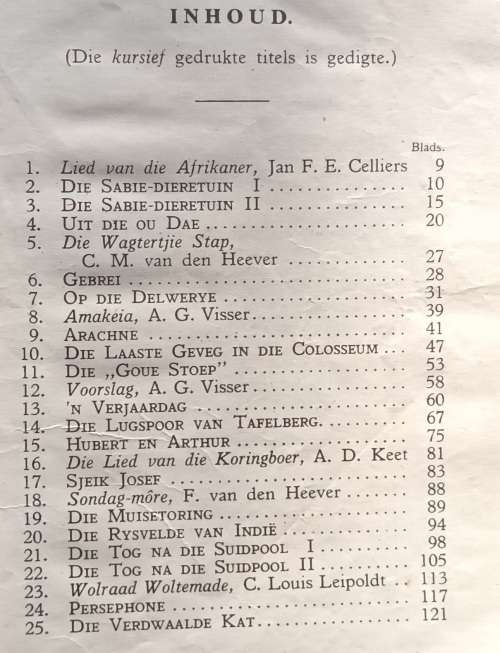 INHOUD.
(Die kursief gedrukte titels is gedigte.)
Blads.
1. Lied van die Afrikaner, Jan F. E. Celliers 9
2. Die Sabie-dieretuin I ............... 10
3. Die Sabie-dieretuin II ............... 15
4. Uit die ou Dae ...................... 20
5. Die Wagtertjie Stap,
C. M. van den Heever ............. 27
6. Gebrei .............................. 28
7. Op die Delwerye .................... 31
8. Amakeia, A. G. Visser ................. 39
9. Arachne ............................ 41
10. Die Laaste Geveg in die Colosseum ... 47
11. Die „Goue Stoep” ................... 53
12. Voorslag, A. G. Visser ................. 58
13. 'n Verjaardag ....................... 60
14. Die Lugspoor van Tafelberg. ......... 67
15. Hubert en Arthur ................... 75
16. Die Lied van die Koringboer, A. D. Keet 81
17. Sjeik Josef .......................... 83
18. Sondag-môre, F. van den Heever ....... 88
19. Die Muisetoring ..................... 89
20. Die Rysvelde van Indië .............. 94
21. Die Tog na die Suidpool I .......... 98
22. Die Tog na die Suidpool II .......... 105
23. Wolraad Woltemade, C. Louis Leipoldt .. 113
24. Persephone .......................... 117
25. Die Verdwaalde Kat ................. 121